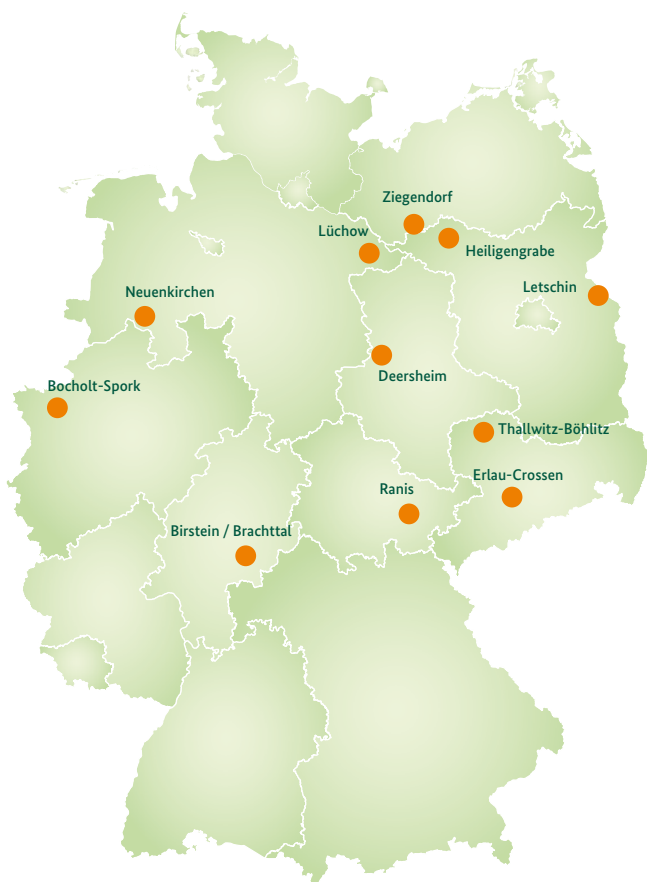 Ziegendorf
Lüchow
Heiligengrabe
Letschin
Neuenkirchen
Deersheim
Bocholt-Spork
Thallwitz-Böhlitz
Erlau-Crossen
Ranis
Birstein / Brachttal